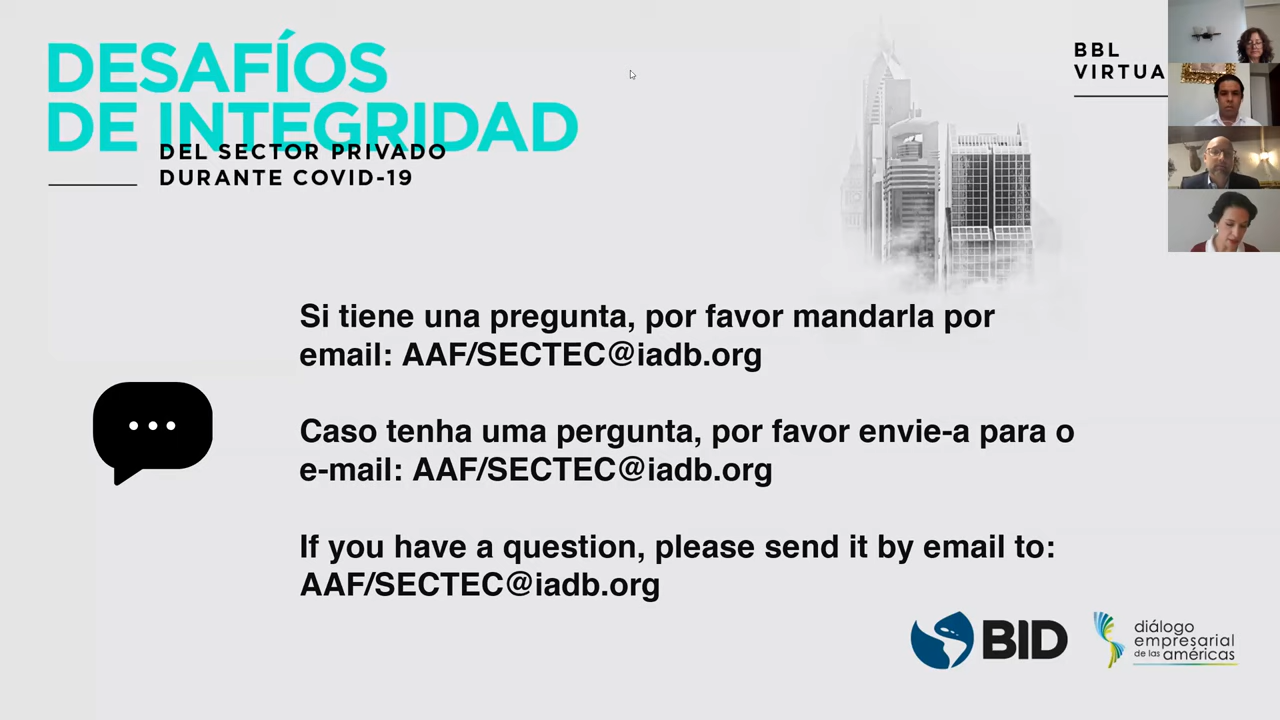 DESAFÍOS
DE INTEGRIDAD
DEL SECTOR PRIVADO
DURANTE COVID-19
BBL
VIRTUA
Si tiene una pregunta, por favor mandarla por
email: AAF/SECTEC@iadb.org
Caso tenha uma pergunta, por favor envie-a para o
e-mail: AAF/SECTEC@iadb.org
If you have a question, please send it by email to:
AAF/SECTEC@iadb.org
BID
diálogo
empresarial
de las américas